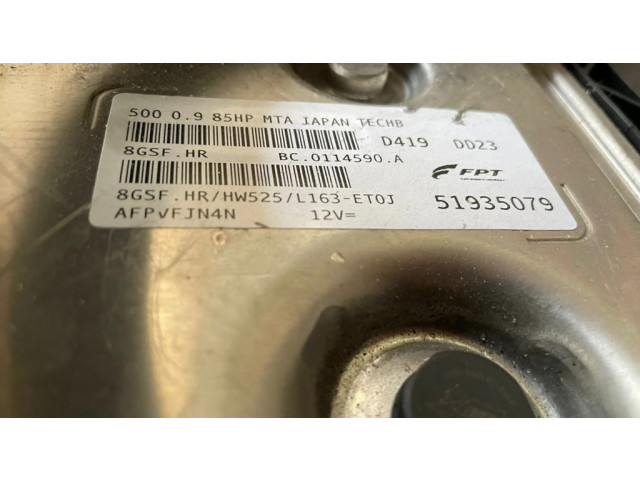 500 0.9 85HP MTA JAPAN TECHB
D419 DD23
8GSF.HR BC.0114590.A
FPT
8GSF.HR/HW525/L163-ET0J 51935079
AFPVFJN4N 12V=